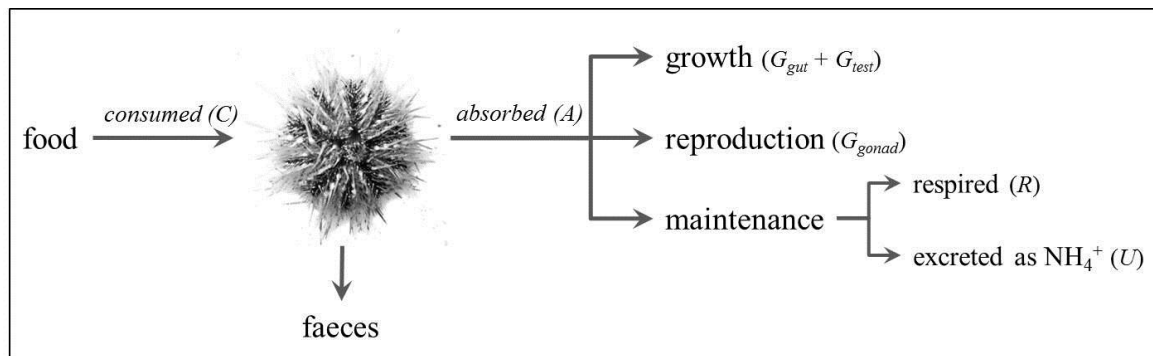 growth (G_gut + G_test)
food consumed (C) absorbed (A) reproduction (G_gonad)
respired (R)
maintenance
excreted as NH₄⁺ (U)
faeces